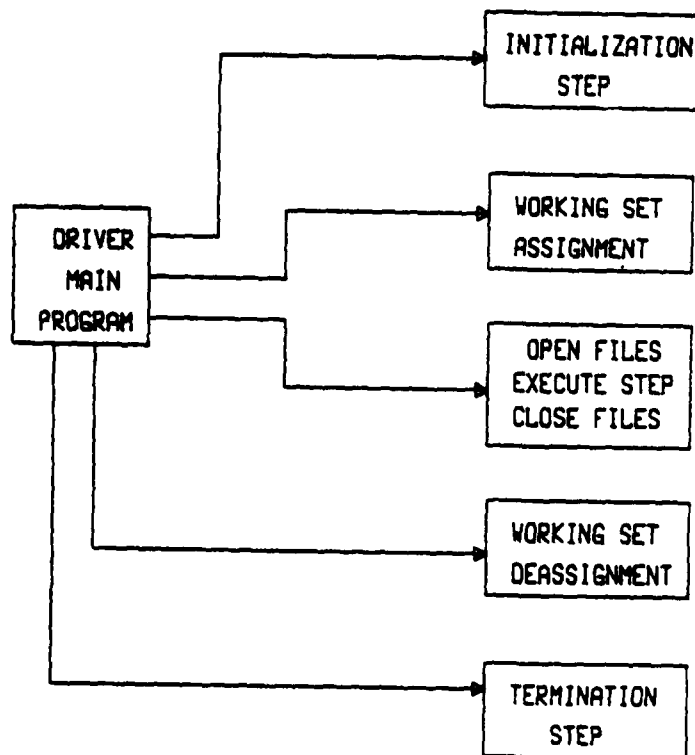 INITIALIZATION
STEP
WORKING SET
ASSIGNMENT
DRIVER
MAIN
PROGRAM
OPEN FILES
EXECUTE STEP
CLOSE FILES
WORKING SET
DEASSIGNMENT
TERMINATION
STEP